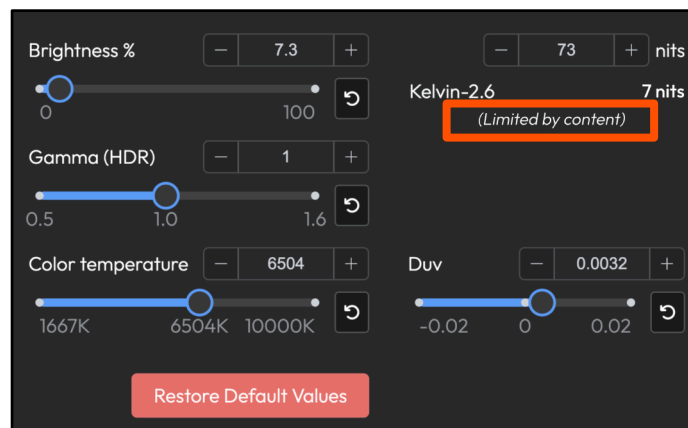 Brightness % − 7.3 + − 73 + nits
0 100
Kelvin-2.6 7 nits
(Limited by content)
Gamma (HDR) − 1 +
0.5 1.0 1.6
Color temperature − 6504 +
1667K 6504K 10000K
Duv − 0.0032 +
-0.02 0 0.02
Restore Default Values